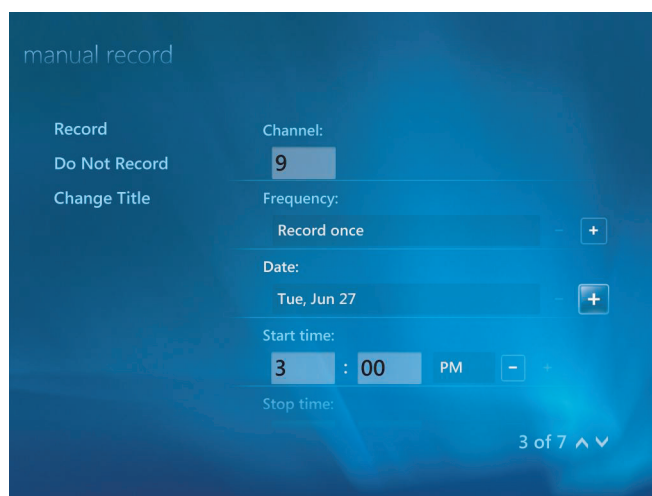 manual record
Record
Do Not Record
Change Title
Channel:
9
Frequency:
Record once - +
Date:
Tue, Jun 27 - +
Start time:
3 : 00 PM - +
Stop time:
3 of 7